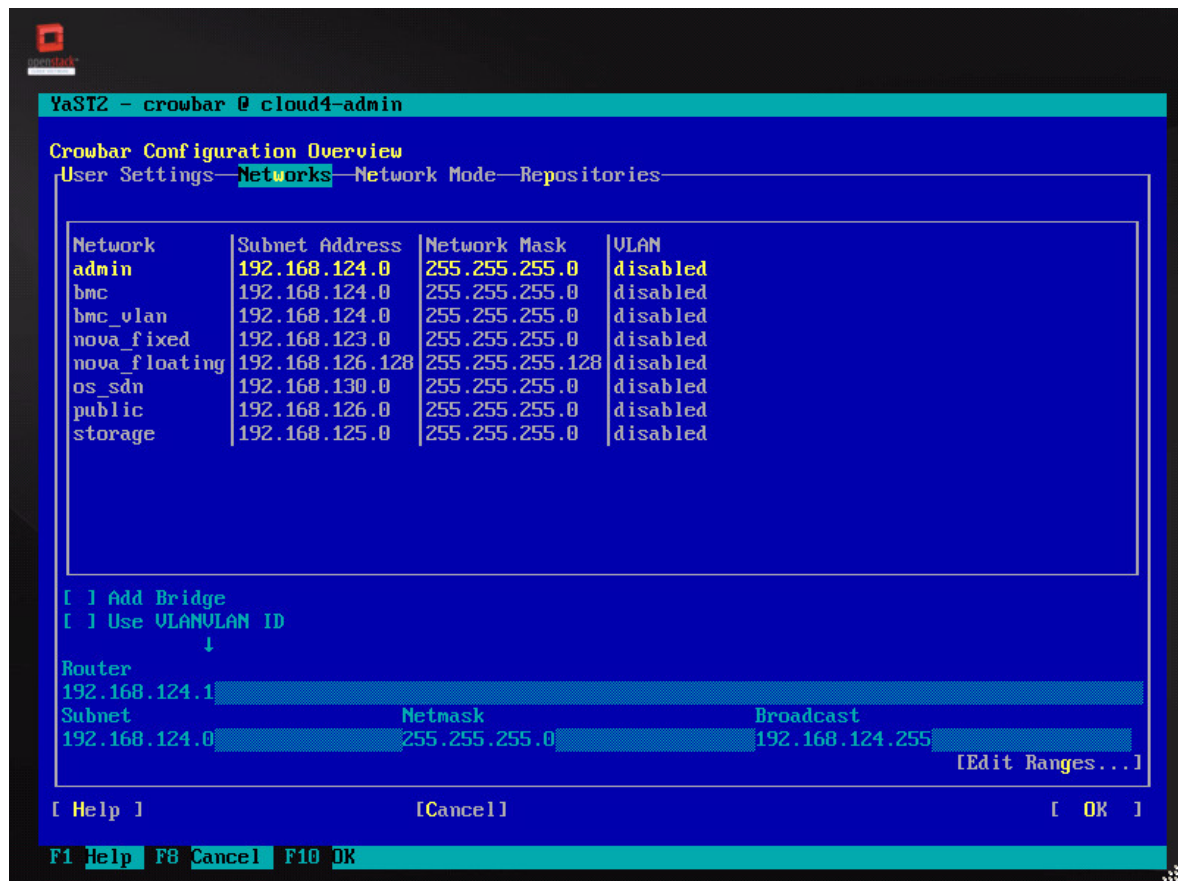 openstack
YaST2 - crowbar @ cloud4-admin
Crowbar Configuration Overview
User Settings—Networks—Network Mode—Repositories
Network Subnet Address Network Mask VLAN
admin 192.168.124.0 255.255.255.0 disabled
bmc 192.168.124.0 255.255.255.0 disabled
bmc_vlan 192.168.124.0 255.255.255.0 disabled
nova_fixed 192.168.123.0 255.255.255.0 disabled
nova_floating 192.168.126.128 255.255.255.128 disabled
os_sdn 192.168.130.0 255.255.255.0 disabled
public 192.168.126.0 255.255.255.0 disabled
storage 192.168.125.0 255.255.255.0 disabled
[ ] Add Bridge
[ ] Use VLANVLAN ID
↓
Router
192.168.124.1
Subnet Netmask Broadcast
192.168.124.0 255.255.255.0 192.168.124.255
[Edit Ranges...]
[ Help ] [Cancel] [ OK ]
F1 Help F8 Cancel F10 OK